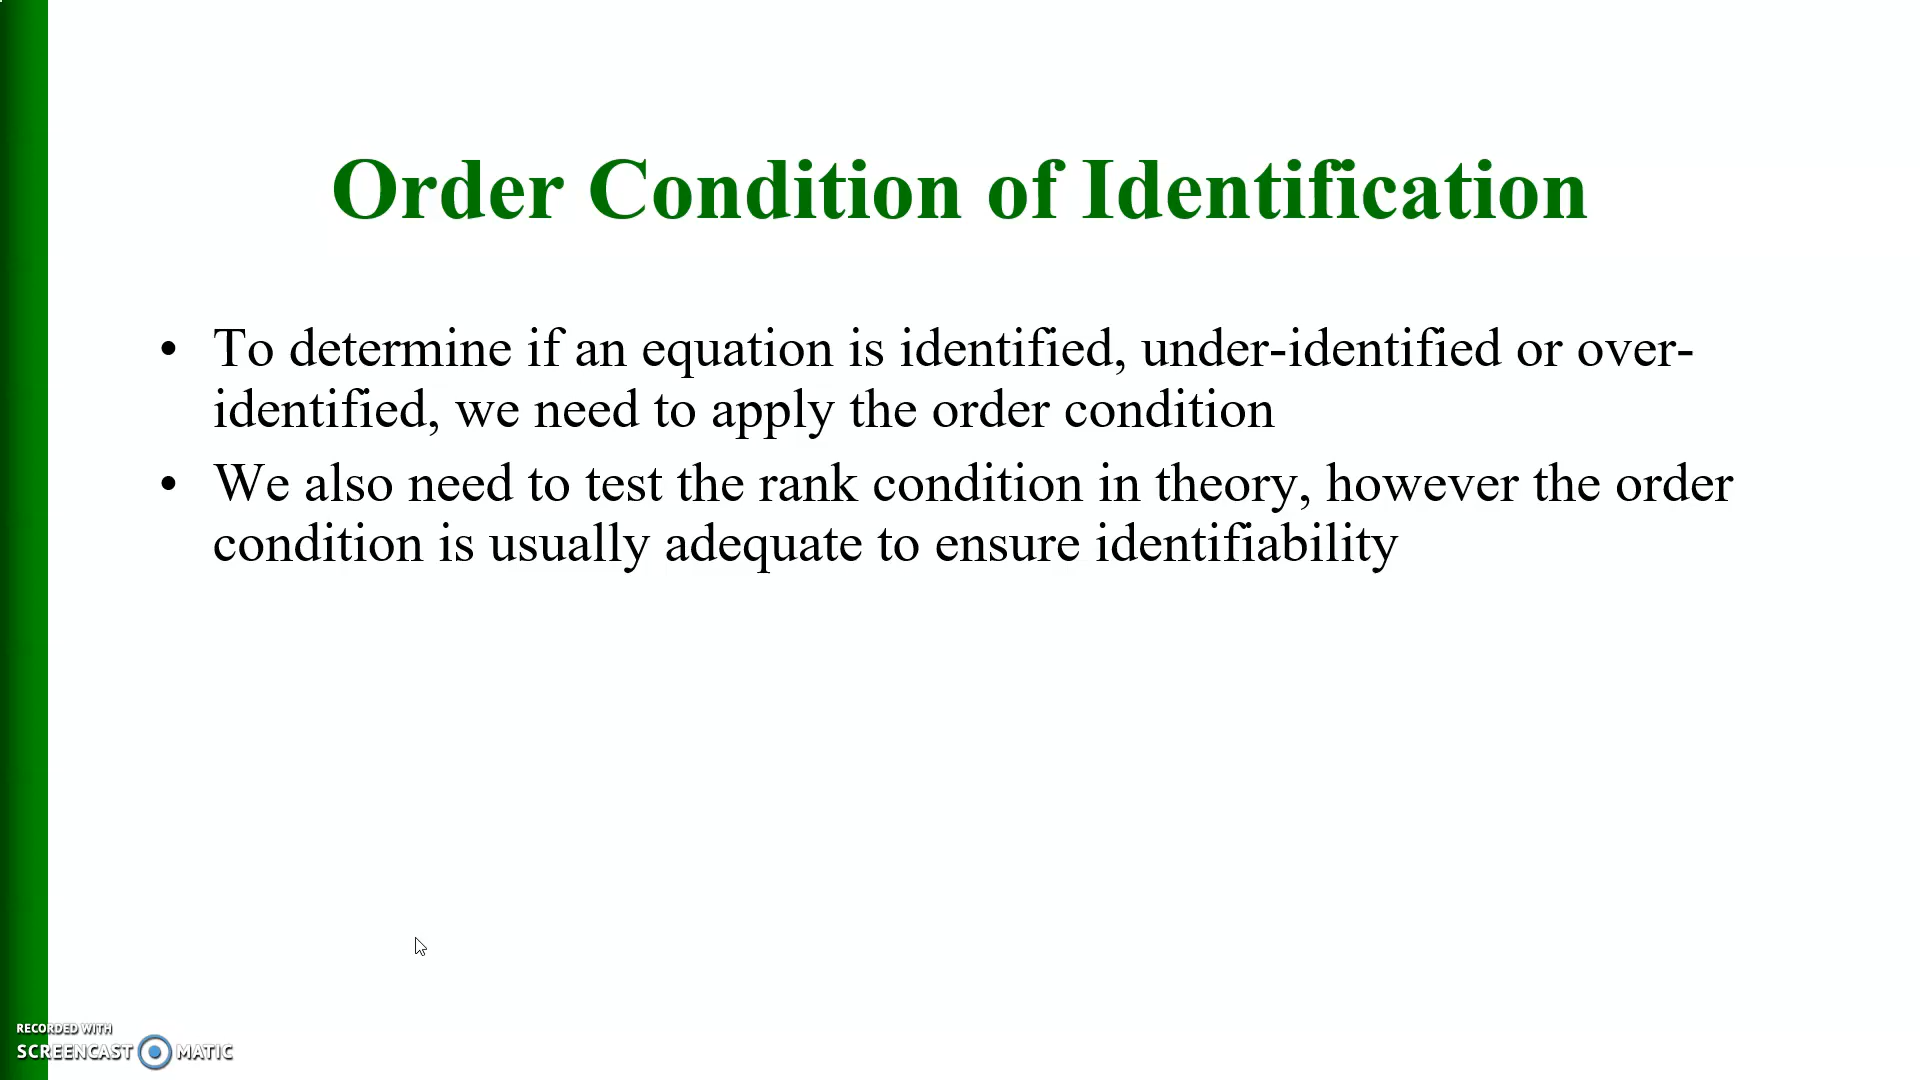 Order Condition of Identification
• To determine if an equation is identified, under-identified or over-
identified, we need to apply the order condition
• We also need to test the rank condition in theory, however the order
condition is usually adequate to ensure identifiability
RECORDED WITH
SCREENCAST MATIC